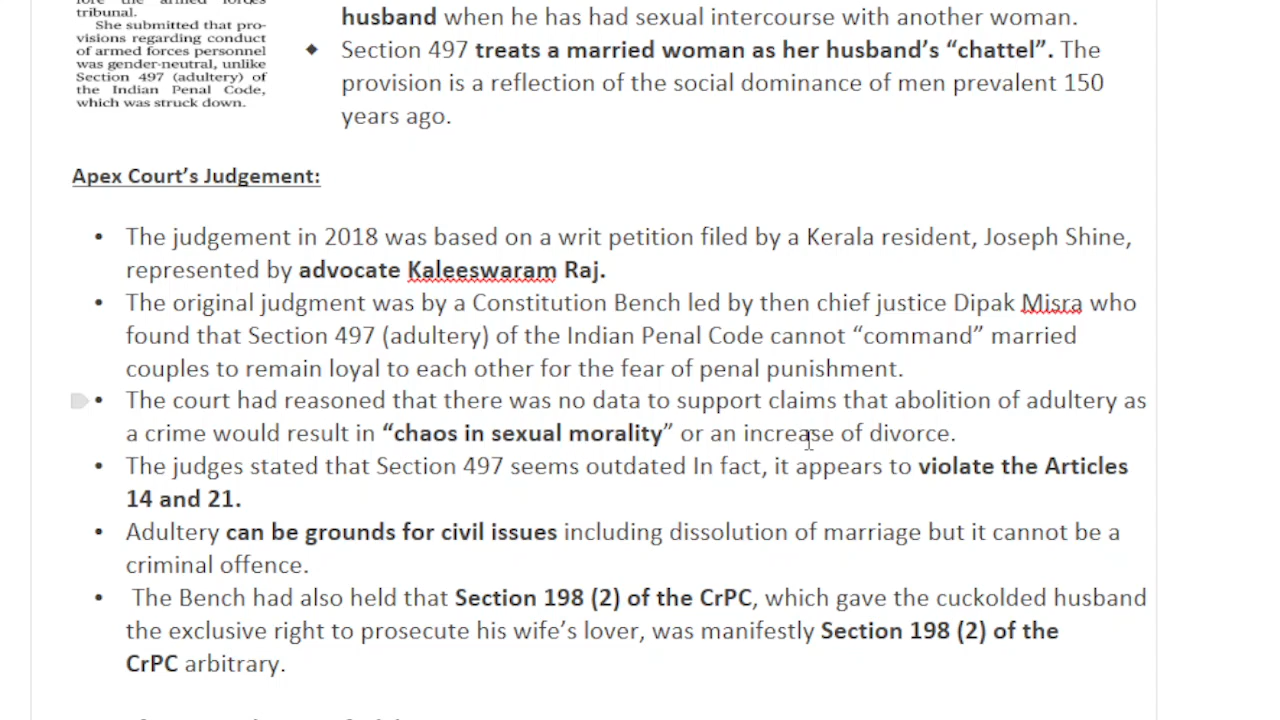 tribunal.
She submitted that pro-
visions regarding conduct
of armed forces personnel
was gender-neutral, unlike
Section 497 (adultery) of
the Indian Penal Code,
which was struck down.
husband when he has had sexual intercourse with another woman.
◆ Section 497 treats a married woman as her husband's “chattel”. The
provision is a reflection of the social dominance of men prevalent 150
years ago.
Apex Court's Judgement:
• The judgement in 2018 was based on a writ petition filed by a Kerala resident, Joseph Shine,
represented by advocate Kaleeswaram Raj.
• The original judgment was by a Constitution Bench led by then chief justice Dipak Misra who
found that Section 497 (adultery) of the Indian Penal Code cannot “command” married
couples to remain loyal to each other for the fear of penal punishment.
• The court had reasoned that there was no data to support claims that abolition of adultery as
a crime would result in “chaos in sexual morality” or an increase of divorce.
• The judges stated that Section 497 seems outdated In fact, it appears to violate the Articles
14 and 21.
• Adultery can be grounds for civil issues including dissolution of marriage but it cannot be a
criminal offence.
• The Bench had also held that Section 198 (2) of the CrPC, which gave the cuckolded husband
the exclusive right to prosecute his wife's lover, was manifestly Section 198 (2) of the
CrPC arbitrary.